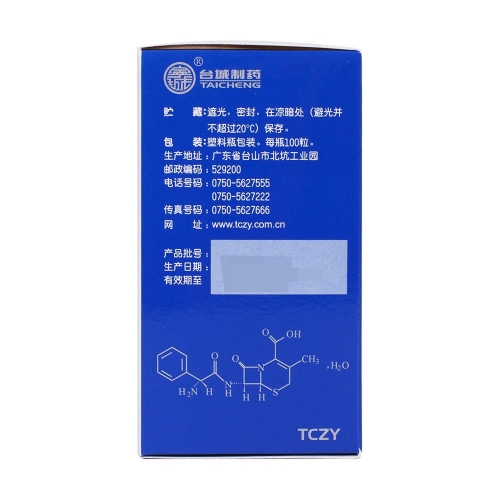 台城制药
TAICHENG
贮 藏：遮光，密封，在凉暗处（避光并
不超过20°C）保存。
包 装：塑料瓶包装。每瓶100粒。
生产地址：广东省台山市北坑工业园
邮政编码：529200
电话号码：0750-5627555
0750-5627222
传真号码：0750-5627666
网 址：www.tczy.com.cn
产品批号：
生产日期：
有效期至
O
OH
O
O
N
CH₃
,H₂O
H₂N
H
NH
H
H
S
TCZY